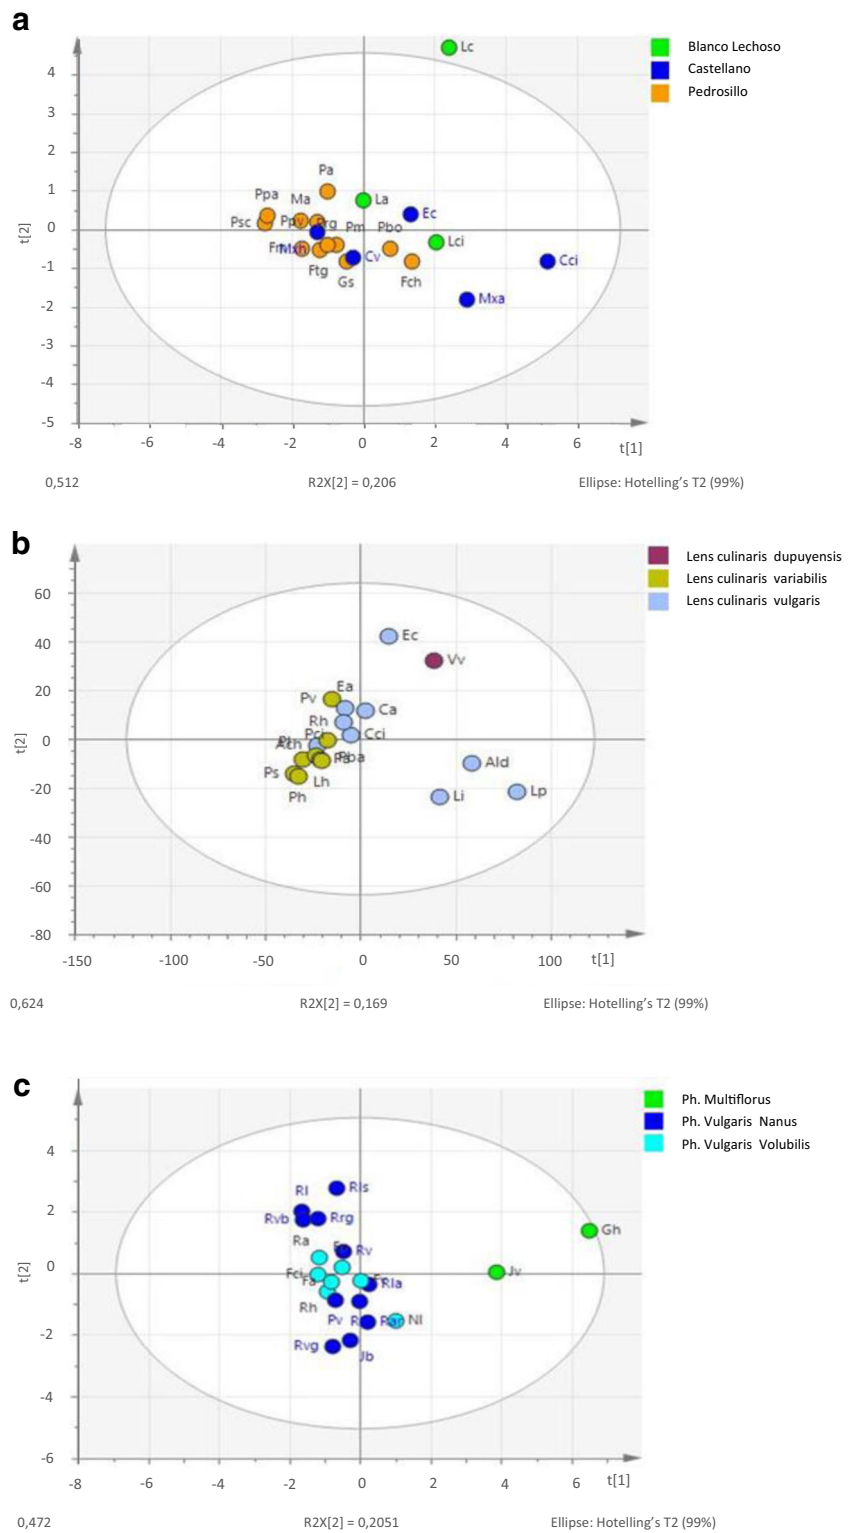 a
Blanco Lechoso
Castellano
Pedrosillo
Lc
Pa
Ppa
Ma
La
Ec
Psc
Ppv
Prg
Pm
Pbo
Lci
Mxh
Cv
Cci
Ftg
Gs
Fch
Mxa
t[2]
4
3
2
1
0
-1
-2
-3
-4
-5
-8
-6
-4
-2
0
2
4
6
t[1]
0,512
R2X[2] = 0,206
Ellipse: Hotelling's T2 (99%)
b
Lens culinaris dupuyensis
Lens culinaris variabilis
Lens culinaris vulgaris
Ec
Vv
Ea
Pv
Ca
Rh
Pci
Cci
Ach
Pba
Ald
Ps
Lh
Li
Lp
Ph
t[2]
60
40
20
0
-20
-40
-60
-80
-150
-100
-50
0
50
100
t[1]
0,624
R2X[2] = 0,169
Ellipse: Hotelling's T2 (99%)
c
Ph. Multiflorus
Ph. Vulgaris Nanus
Ph. Vulgaris Volubilis
Rl
Rls
Rvb
Rrg
Gh
Ra
Rv
Fci
Fa
Rla
Jv
Rh
Pv
Nl
Rvg
Jb
t[2]
4
2
0
-2
-4
-6
-8
-6
-4
-2
0
2
4
6
t[1]
0,472
R2X[2] = 0,2051
Ellipse: Hotelling's T2 (99%)